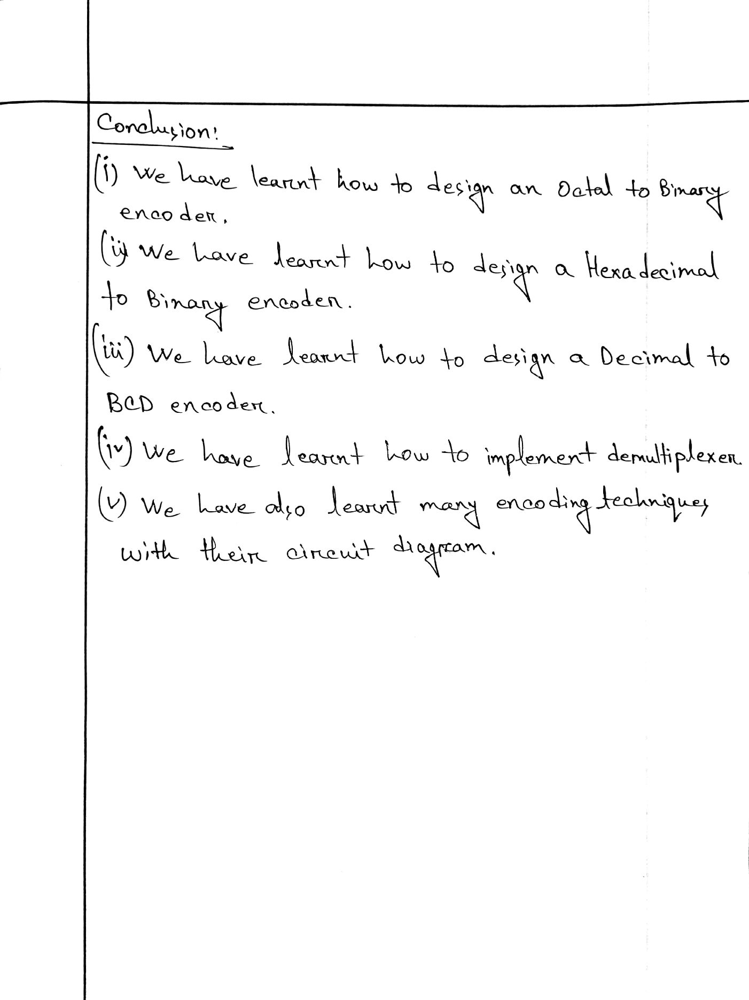 Conclusion:
(i) We have learnt how to design an Octal to Binary
encoder.
(ii) We have learnt how to design a Hexadecimal
to Binary encoder.
(iii) We have learnt how to design a Decimal to
BCD encoder.
(iv) We have learnt how to implement demultiplexer.
(v) We have also learnt many encoding techniques
with their circuit diagram.